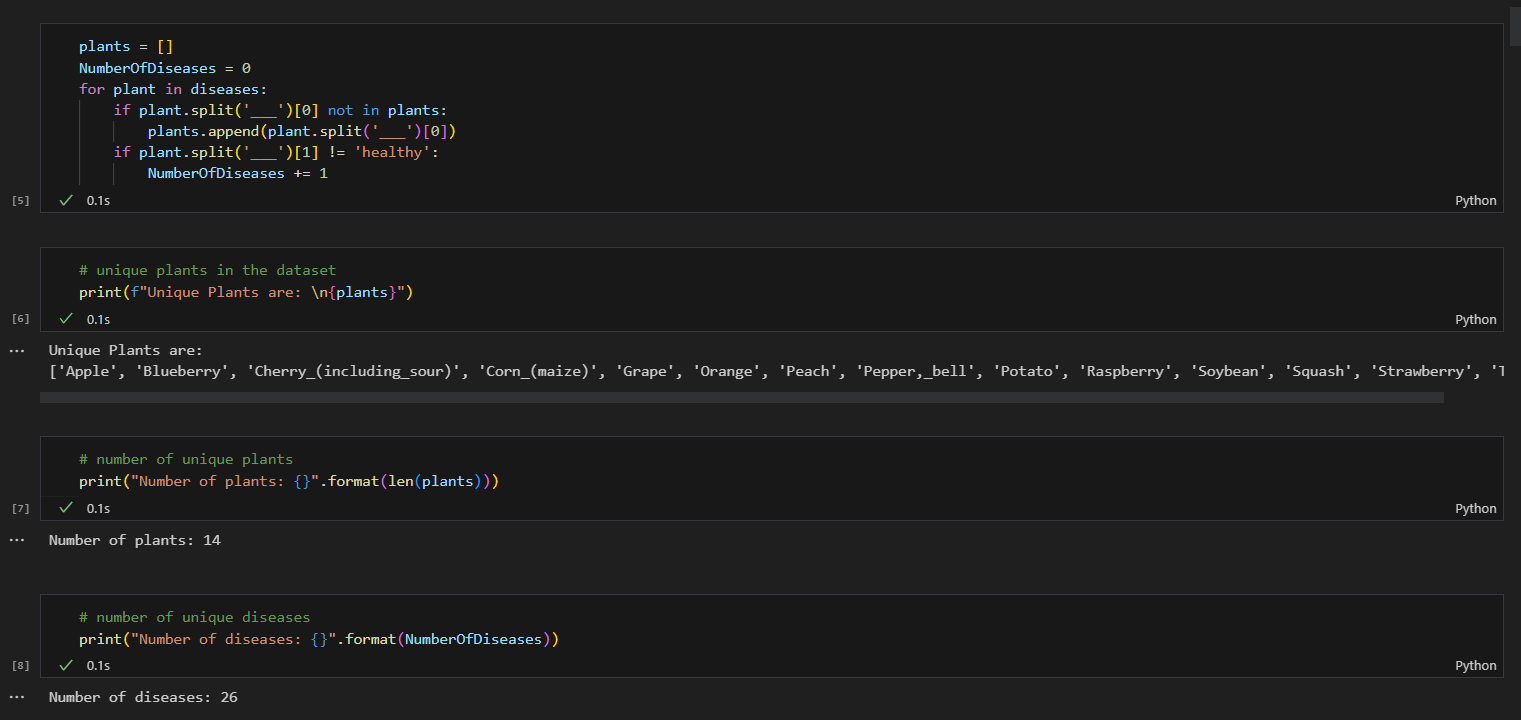 plants = []
NumberOfDiseases = 0
for plant in diseases:
    if plant.split('___')[0] not in plants:
        plants.append(plant.split('___')[0])
    if plant.split('___')[1] != 'healthy':
        NumberOfDiseases += 1
[5] ✓ 0.1s Python
# unique plants in the dataset
print(f"Unique Plants are: \n{plants}")
[6] ✓ 0.1s Python
... Unique Plants are:
['Apple', 'Blueberry', 'Cherry_(including_sour)', 'Corn_(maize)', 'Grape', 'Orange', 'Peach', 'Pepper,_bell', 'Potato', 'Raspberry', 'Soybean', 'Squash', 'Strawberry',
# number of unique plants
print("Number of plants: {}".format(len(plants)))
[7] ✓ 0.1s Python
... Number of plants: 14
# number of unique diseases
print("Number of diseases: {}".format(NumberOfDiseases))
[8] ✓ 0.1s Python
... Number of diseases: 26